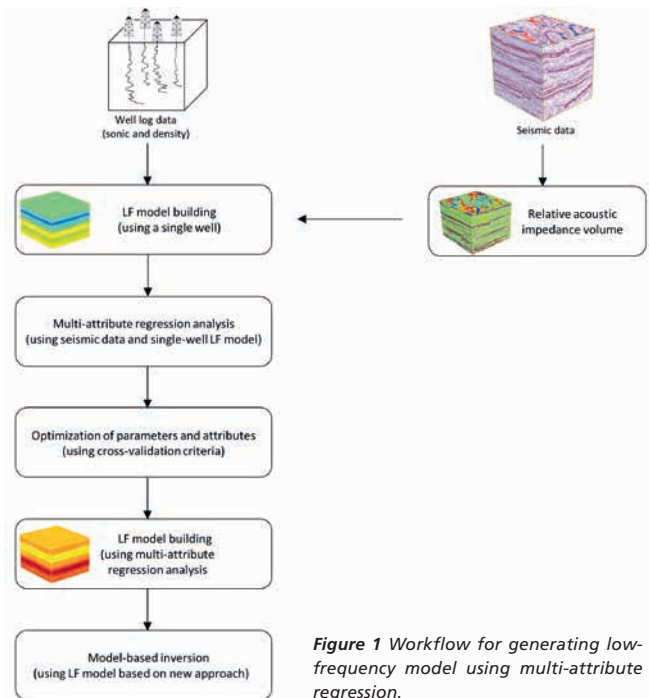 Well log data
(sonic and density)
Seismic data
LF model building
(using a single well)
Relative acoustic
impedance volume
Multi-attribute regression analysis
(using seismic data and single-well LF model)
Optimization of parameters and attributes
(using cross-validation criteria)
LF model building
(using multi-attribute
regression analysis
Model-based inversion
(using LF model based on new approach)
Figure 1 Workflow for generating low-
frequency model using multi-attribute
regression.